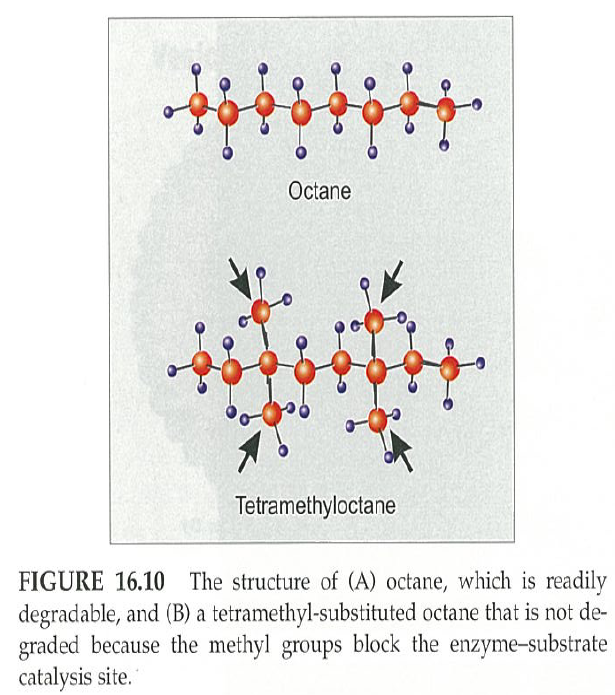 Octane
Tetramethyloctane
FIGURE 16.10 The structure of (A) octane, which is readily
degradable, and (B) a tetramethyl-substituted octane that is not de-
graded because the methyl groups block the enzyme–substrate
catalysis site.